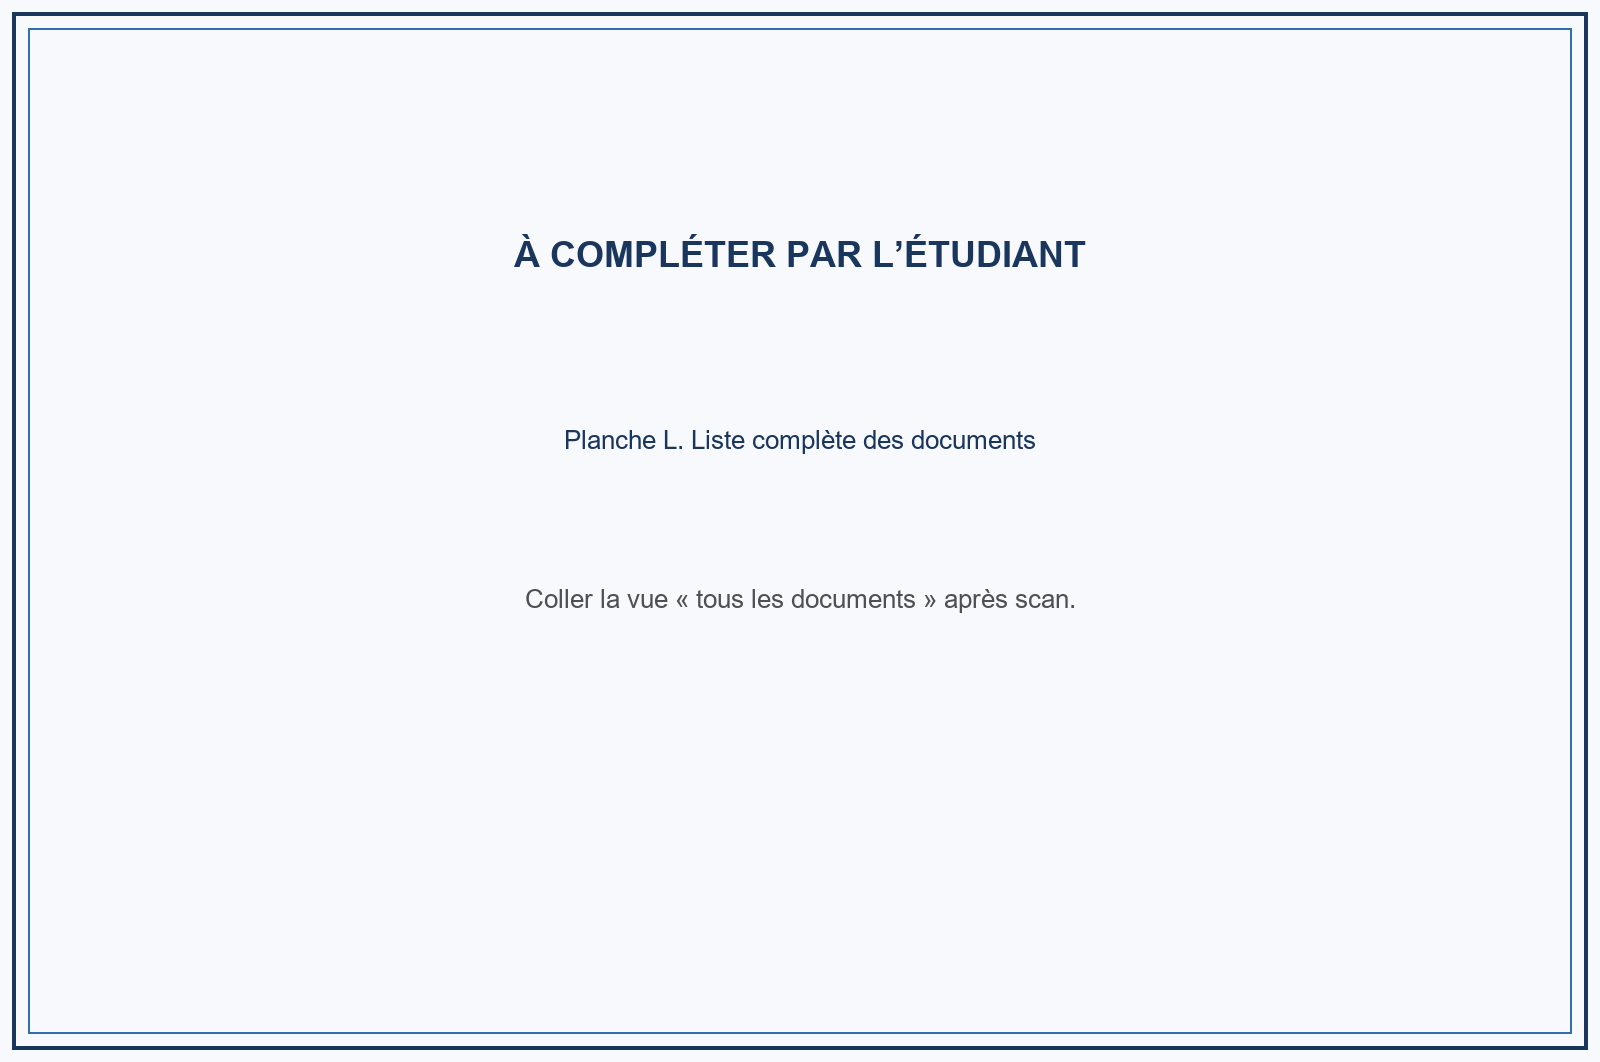 À COMPLÉTER PAR L’ÉTUDIANT
Planche L. Liste complète des documents
Coller la vue « tous les documents » après scan.